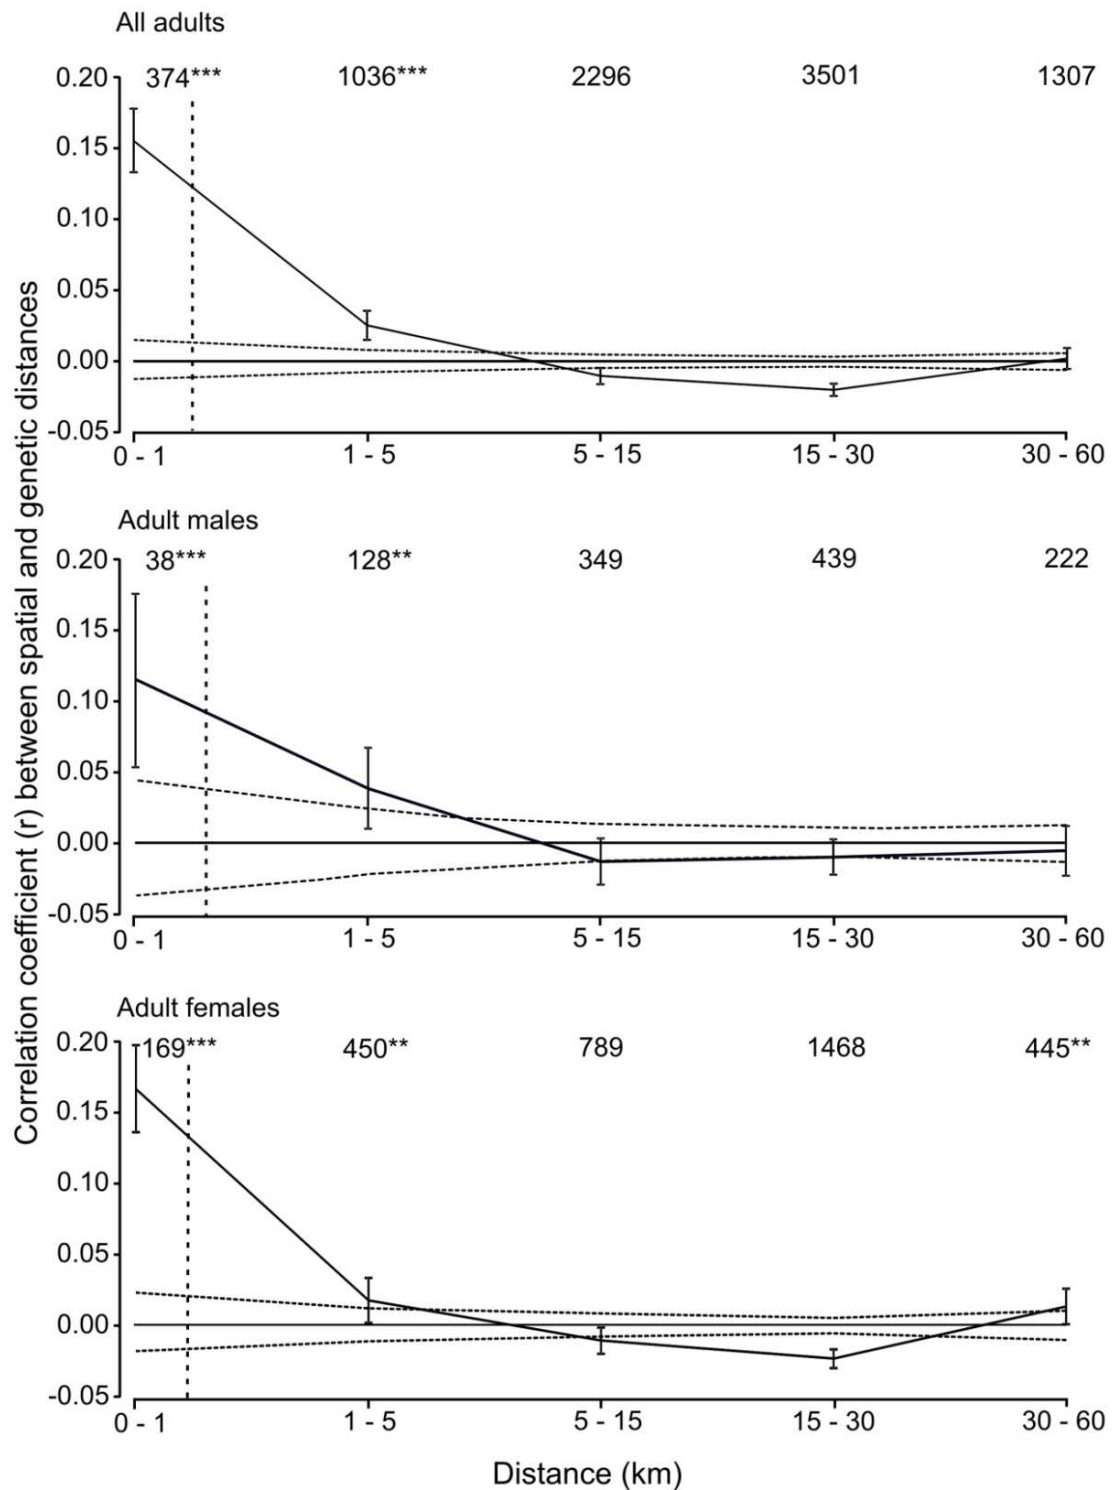 All adults
374*** 1036*** 2296 3501 1307
0.20
0.15
0.10
0.05
0.00
-0.05
0 - 1 1 - 5 5 - 15 15 - 30 30 - 60
Adult males
38*** 128** 349 439 222
0.20
0.15
0.10
0.05
0.00
-0.05
0 - 1 1 - 5 5 - 15 15 - 30 30 - 60
Adult females
169*** 450** 789 1468 445**
0.20
0.15
0.10
0.05
0.00
-0.05
0 - 1 1 - 5 5 - 15 15 - 30 30 - 60
Correlation coefficient (r) between spatial and genetic distances
Distance (km)